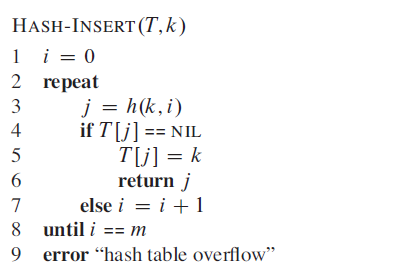 HASH-INSERT(T, k)
1 i = 0
2 repeat
3 j = h(k, i)
4 if T[j] == NIL
5 T[j] = k
6 return j
7 else i = i + 1
8 until i == m
9 error “hash table overflow”